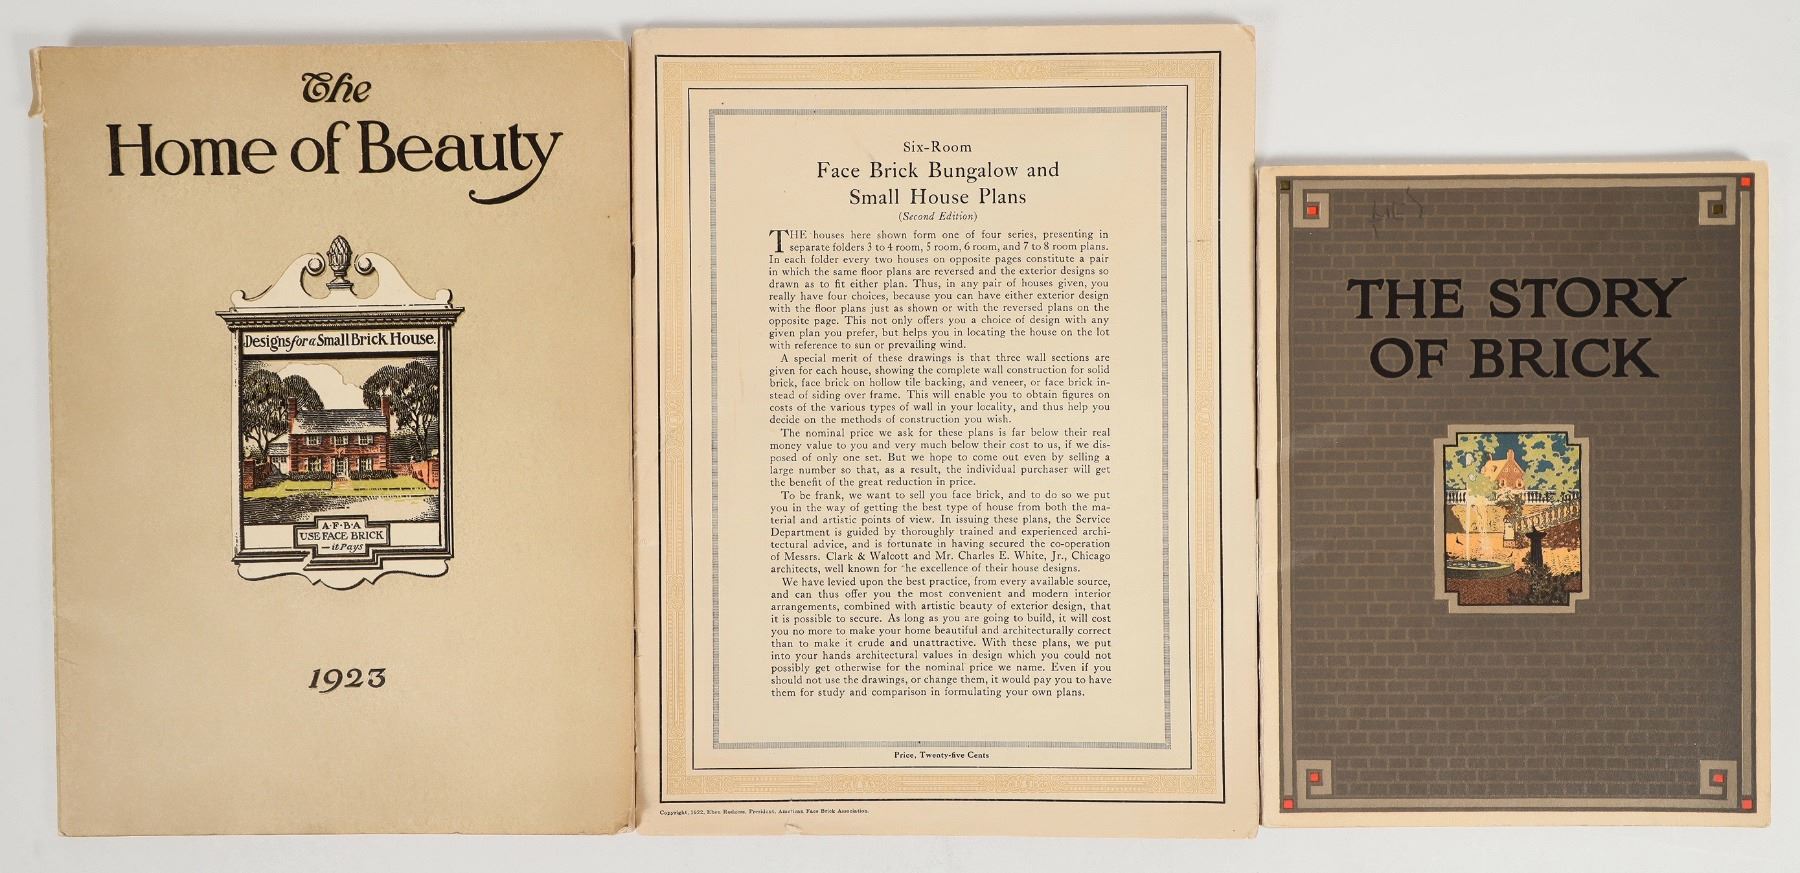 The
Home of Beauty
Designs for a Small Brick House.
A·F·B·A
USE FACE BRICK
—it Pays
1923
Six-Room
Face Brick Bungalow and
Small House Plans
(Second Edition)
THE houses here shown form one of four series, presenting in
separate folders 3 to 4 room, 5 room, 6 room, and 7 to 8 room plans.
In each folder every two houses on opposite pages constitute a pair
in which the same floor plans are reversed and the exterior designs so
drawn as to fit either plan. Thus, in any pair of houses given, you
really have four choices, because you can have either exterior design
with the floor plans just as shown or with the reversed plans on the
opposite page. This not only offers you a choice of design with any
given plan you prefer, but helps you in locating the house on the lot
with reference to sun or prevailing wind.
A special merit of these drawings is that three wall sections are
given for each house, showing the complete wall construction for solid
brick, face brick on hollow tile backing, and veneer, or face brick in-
stead of siding over frame. This will enable you to obtain figures on
costs of the various types of wall in your locality, and thus help you
decide on the methods of construction you wish.
The nominal price we ask for these plans is far below their real
money value to you and very much below their cost to us, if we dis-
posed of only one set. But we hope to come out even by selling a
large number so that, as a result, the individual purchaser will get
the benefit of the great reduction in price.
To be frank, we want to sell you face brick, and to do so we put
you in the way of getting the best type of house from both the ma-
terial and artistic points of view. In issuing these plans, the Service
Department is guided by thoroughly trained and experienced archi-
tectural advice, and is fortunate in having secured the co-operation
of Messrs. Clark & Walcott and Mr. Charles E. White, Jr., Chicago
architects, well known for the excellence of their house designs.
We have levied upon the best practice, from every available source,
and can thus offer you the most convenient and modern interior
arrangements, combined with artistic beauty of exterior design, that
it is possible to secure. As long as you are going to build, it will cost
you no more to make your home beautiful and architecturally correct
than to make it crude and unattractive. With these plans, we put
into your hands architectural values in design which you could not
possibly get otherwise for the nominal price we name. Even if you
should not use the drawings, or change them, it would pay you to have
them for study and comparison in formulating your own plans.
Price, Twenty-five Cents
Copyright, 1922, Eben Rodgers, President, American Face Brick Association.
THE STORY
OF BRICK